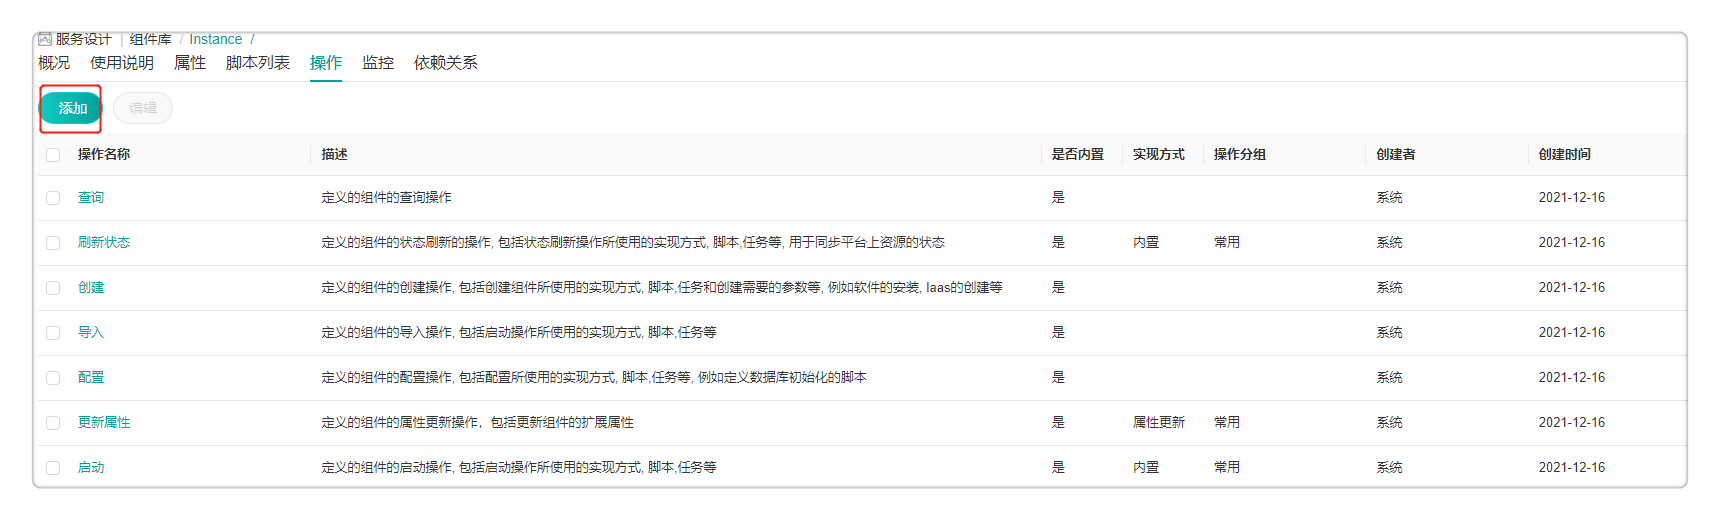 服务设计 | 组件库 / Instance /
概况 使用说明 属性 脚本列表 操作 监控 依赖关系
添加 编辑
操作名称 描述 是否内置 实现方式 操作分组 创建者 创建时间
查询 定义的组件的查询操作 是 系统 2021-12-16
刷新状态 定义的组件的状态刷新的操作, 包括状态刷新操作所使用的实现方式, 脚本,任务等, 用于同步平台上资源的状态 是 内置 常用 系统 2021-12-16
创建 定义的组件的创建操作, 包括创建组件所使用的实现方式, 脚本,任务和创建需要的参数等, 例如软件的安装, Iaas的创建等 是 系统 2021-12-16
导入 定义的组件的导入操作, 包括启动操作所使用的实现方式, 脚本,任务等 是 系统 2021-12-16
配置 定义的组件的配置操作, 包括配置所使用的实现方式, 脚本,任务等, 例如定义数据库初始化的脚本 是 系统 2021-12-16
更新属性 定义的组件的属性更新操作，包括更新组件的扩展属性 是 属性更新 常用 系统 2021-12-16
启动 定义的组件的启动操作, 包括启动操作所使用的实现方式, 脚本,任务等 是 内置 常用 系统 2021-12-16